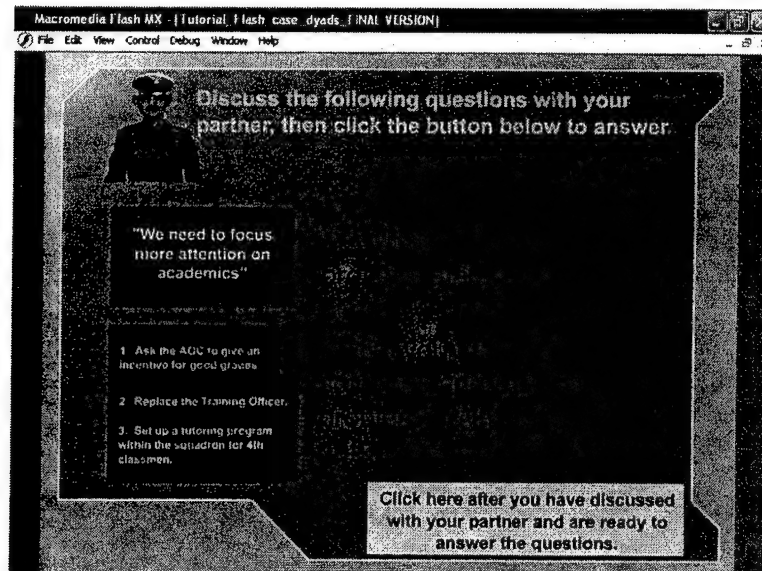 Macromedia Flash MX - [Tutorial_Flash_case_dyads_FINAL VERSION]
File Edit View Control Debug Window Help
Discuss the following questions with your
partner, then click the button below to answer.
"We need to focus
more attention on
academics"
1 Ask the AOC to give an
incentive for good grades
2 Replace the Training Officer.
3. Set up a tutoring program
within the squadron for 4th
classmen.
Click here after you have discussed
with your partner and are ready to
answer the questions.